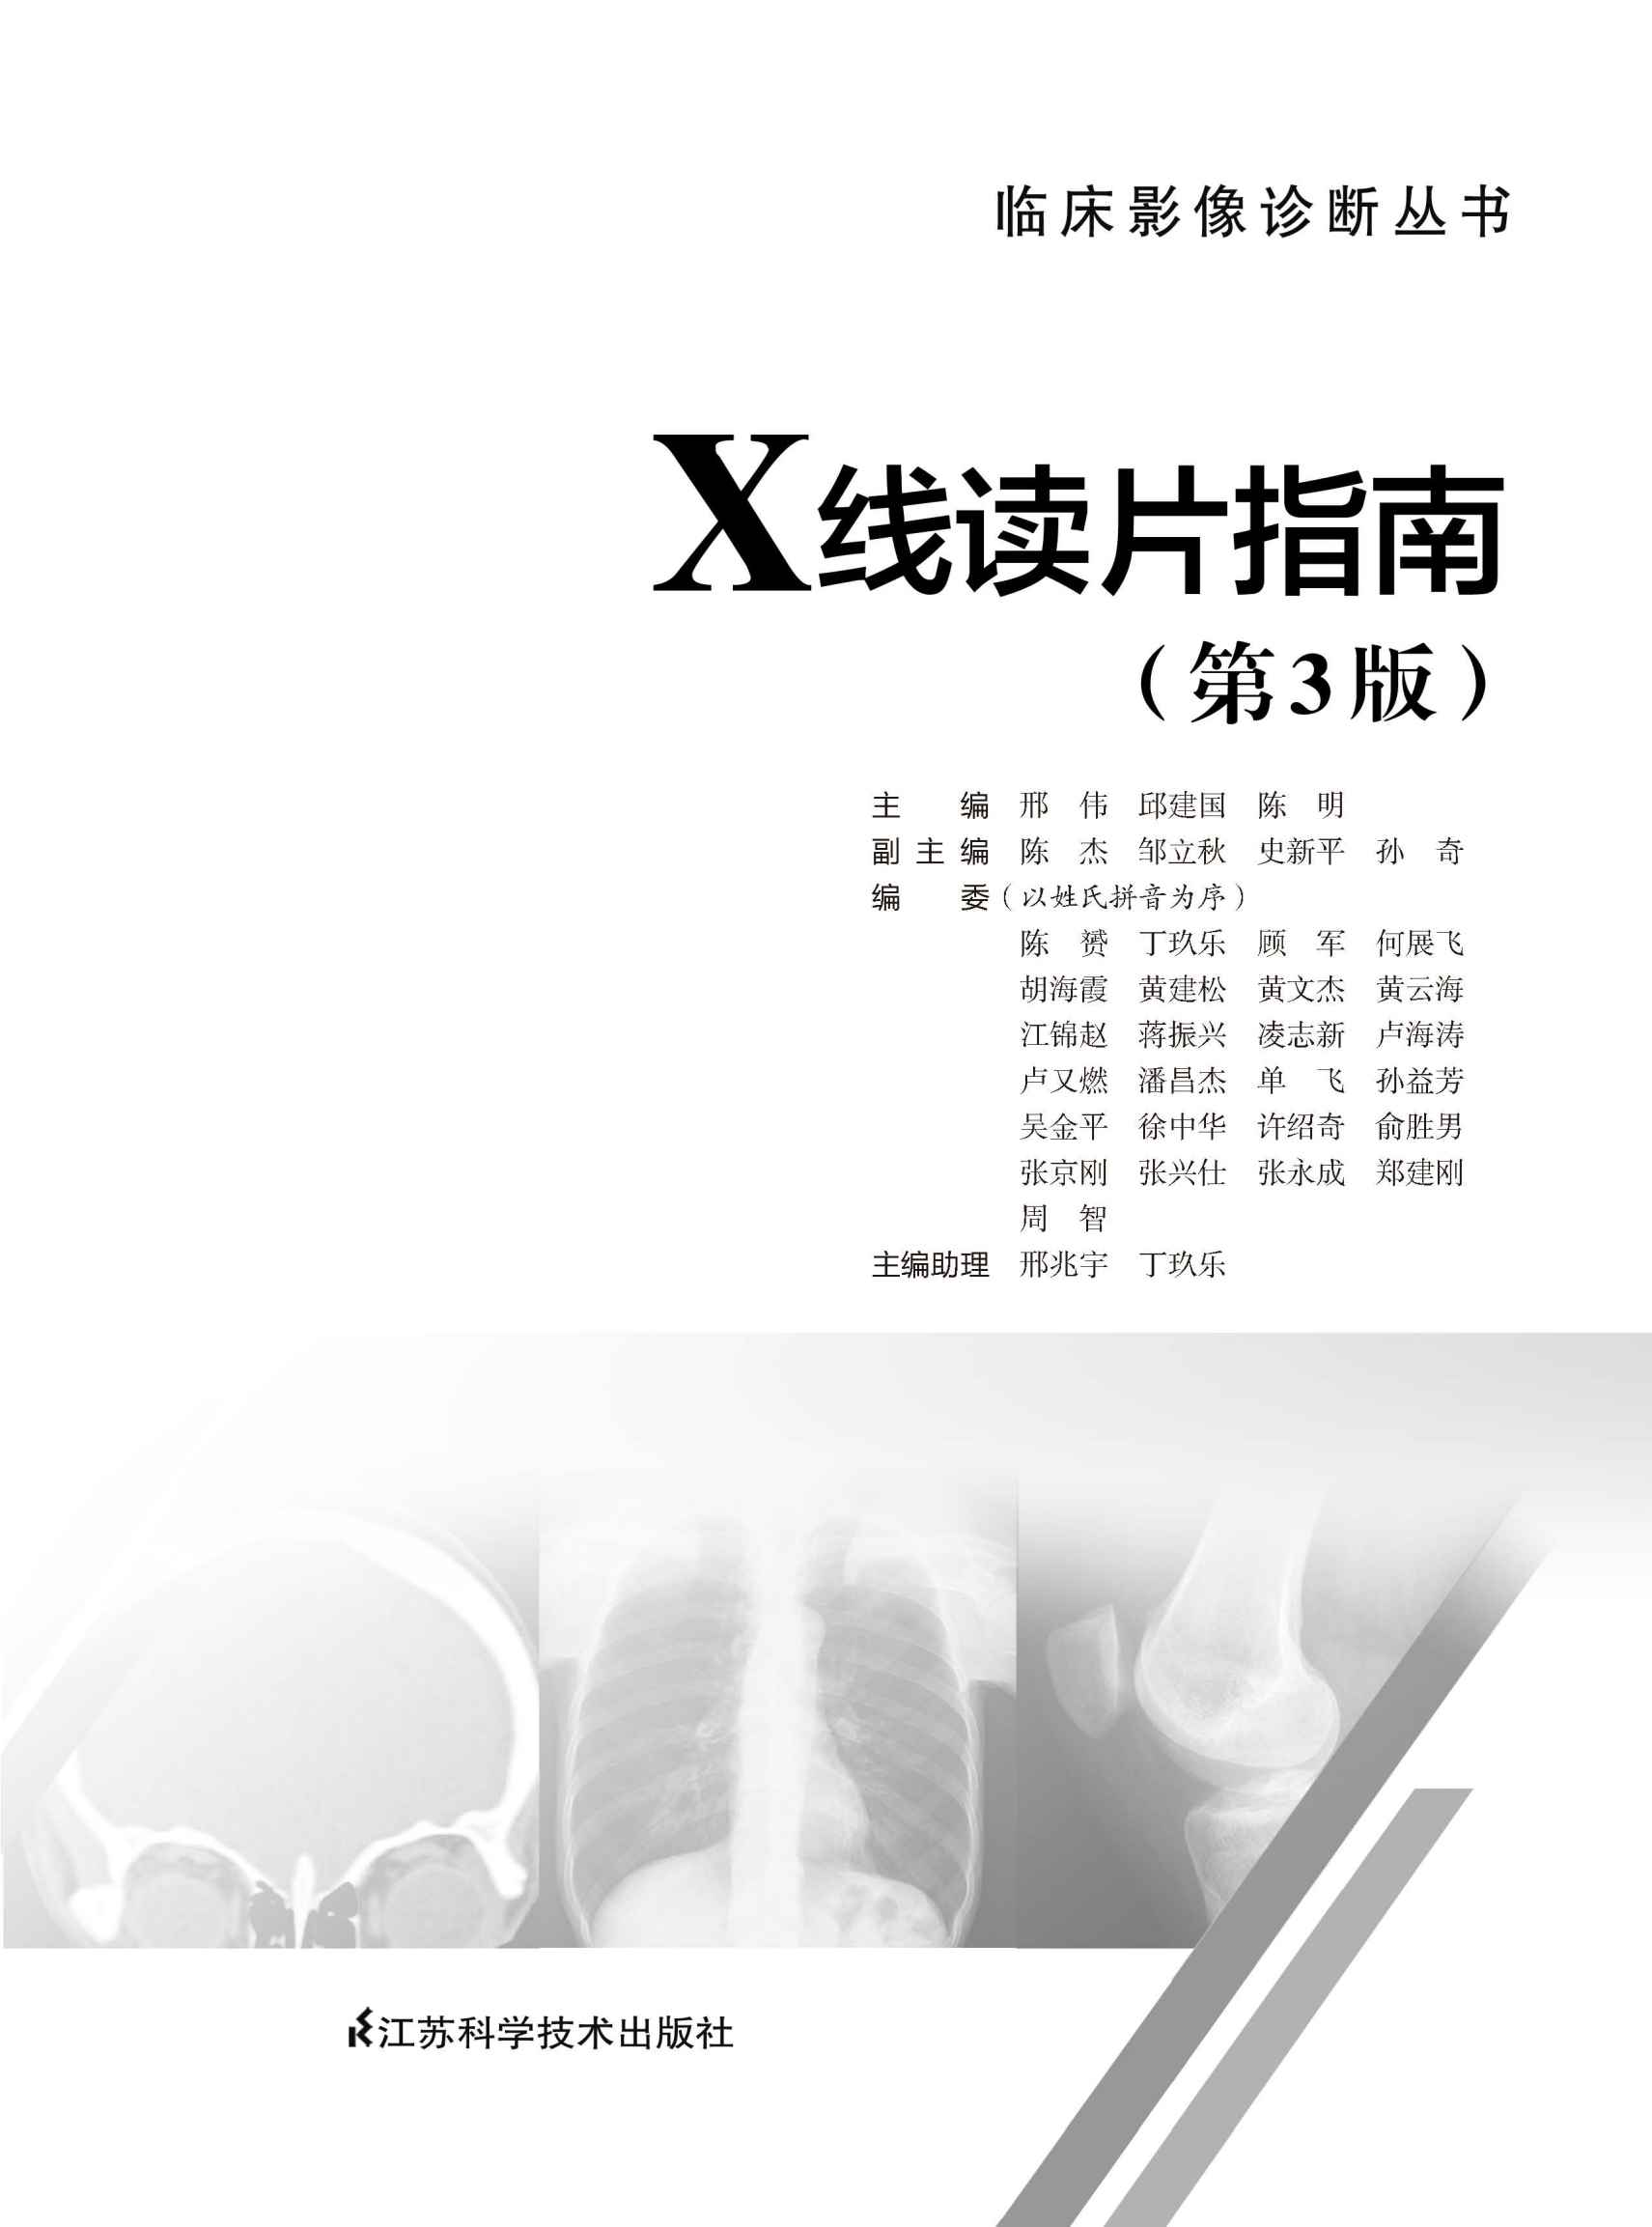 临床影像诊断丛书
X线读片指南
（第3版）
主　编　邢　伟　邱建国　陈　明
副主编　陈　杰　邹立秋　史新平　孙　奇
编　委（以姓氏拼音为序）
陈　赟　丁玖乐　顾　军　何展飞
胡海霞　黄建松　黄文杰　黄云海
江锦赵　蒋振兴　凌志新　卢海涛
卢又燃　潘昌杰　单　飞　孙益芳
吴金平　徐中华　许绍奇　俞胜男
张京刚　张兴仕　张永成　郑建刚
周　智
主编助理　邢兆宇　丁玖乐
江苏科学技术出版社